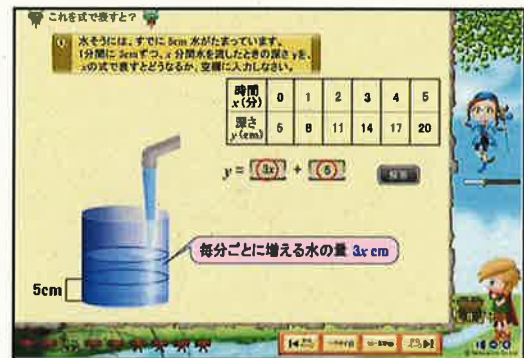 これを式で表すと？
Q. 水そうには、すでに 5cm 水がたまっています。
1分間に 3cmずつ、x 分間水を流したときの深さ yを、
xの式で表すとどうなるか、空欄に入力しなさい。
時間 x(分) 0 1 2 3 4 5
深さ y(cm) 5 8 11 14 17 20
y = 3x + 5
毎分ごとに増える水の量 3x cm
5cm